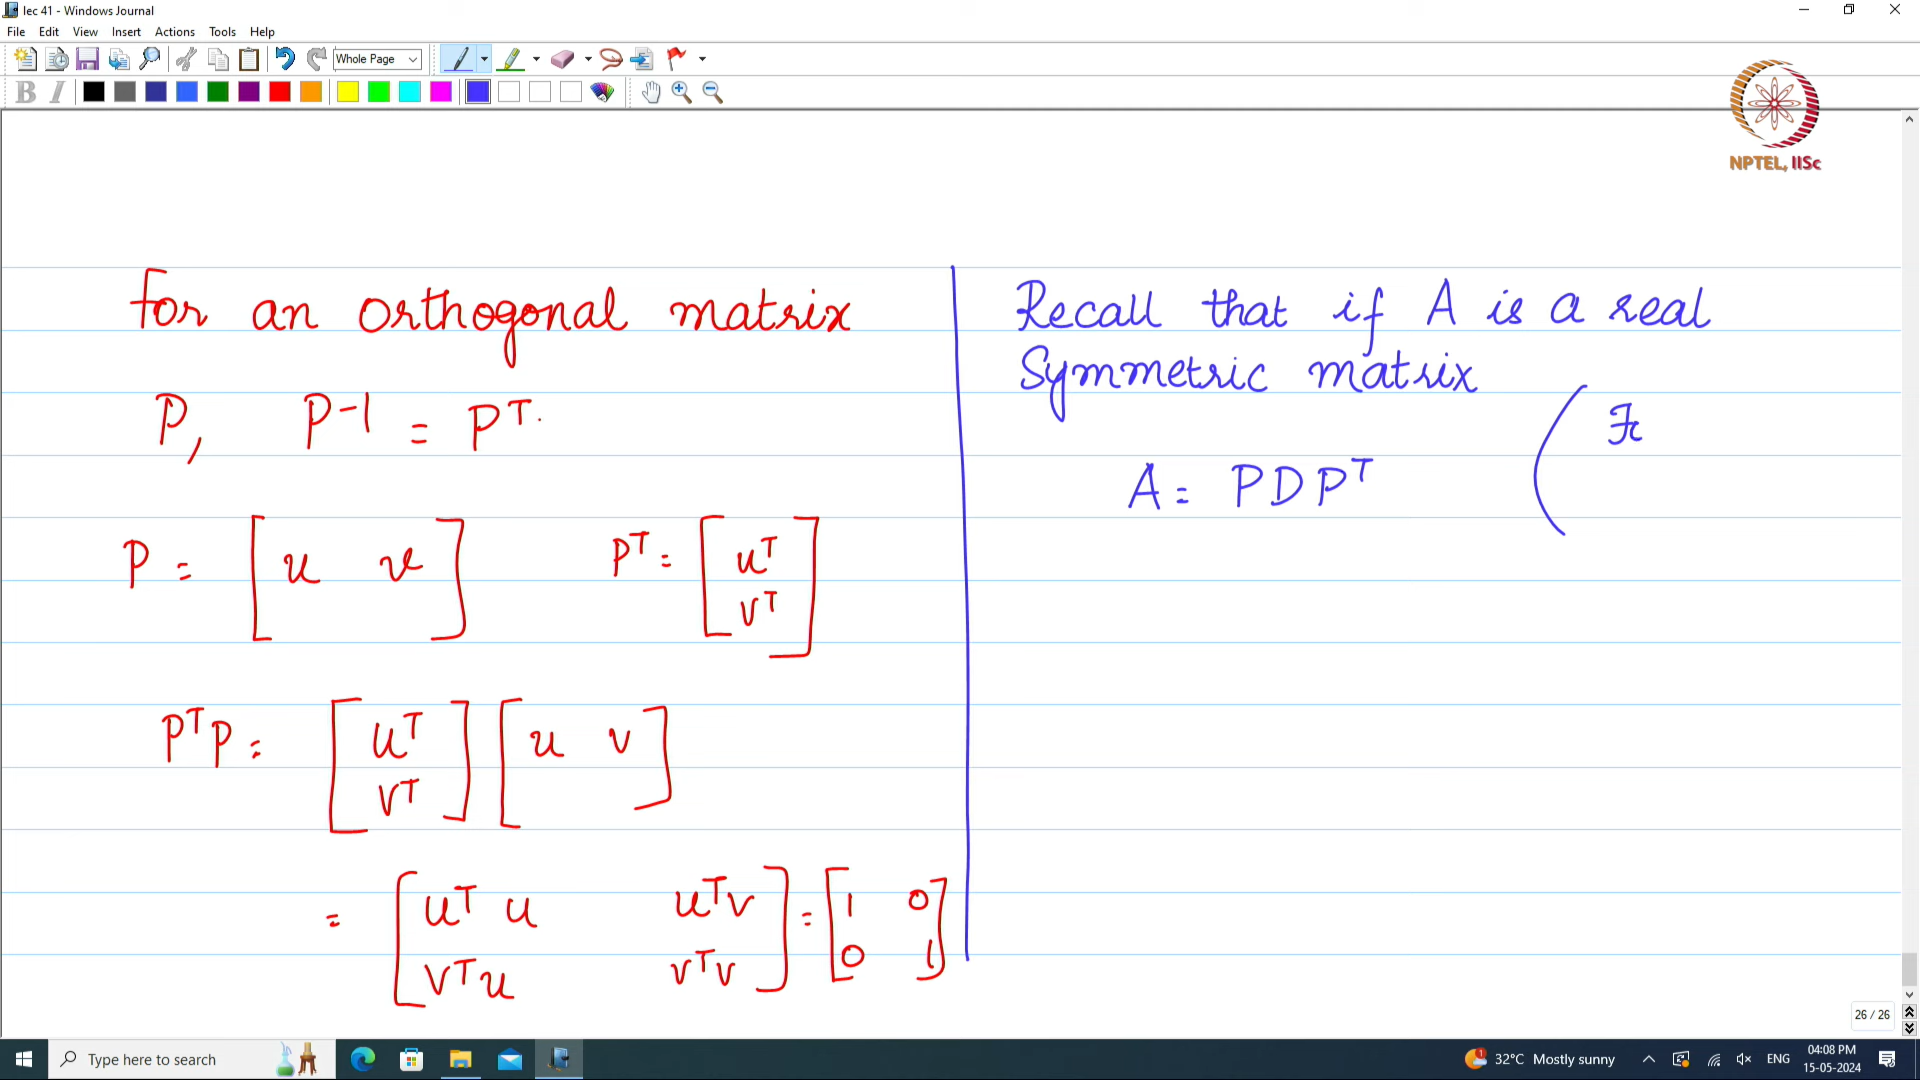 lec 41 - Windows Journal
File Edit View Insert Actions Tools Help
Whole Page
B I
NPTEL, IISc
For an orthogonal matrix
P, P-1 = PT.
P = [u v] PT = [uT
vT]
PTP = [uT
vT] [u v]
= [uT u uTv
vTu vTv] = [1 0
0 1]
Recall that if A is a real
Symmetric matrix
A = PDPT (
26 / 26
Type here to search
1
32°C Mostly sunny
ENG
04:08 PM
15-05-2024